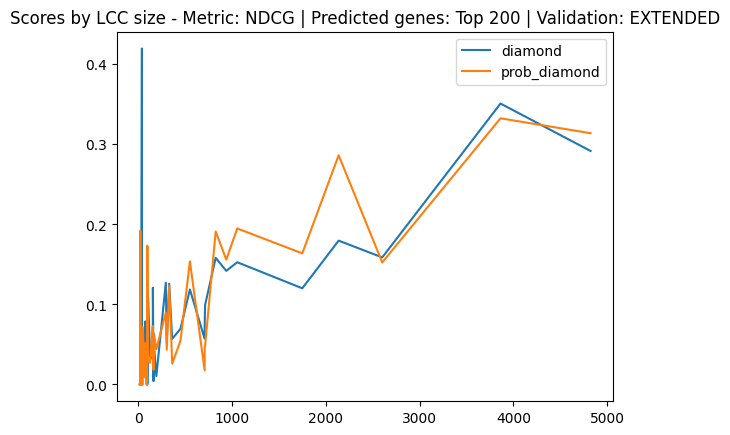 Scores by LCC size - Metric: NDCG | Predicted genes: Top 200 | Validation: EXTENDED
diamond
prob_diamond
0.4
0.3
0.2
0.1
0.0
0 1000 2000 3000 4000 5000